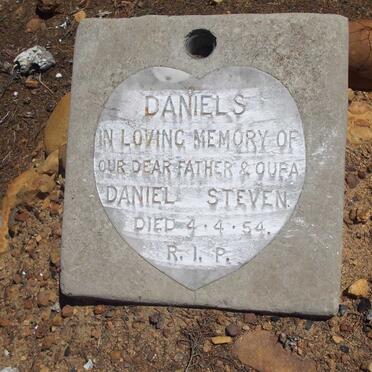 DANIELS
IN LOVING MEMORY OF
OUR DEAR FATHER & OUPA
DANIEL STEVEN.
DIED 4.4.54.
R.I.P.